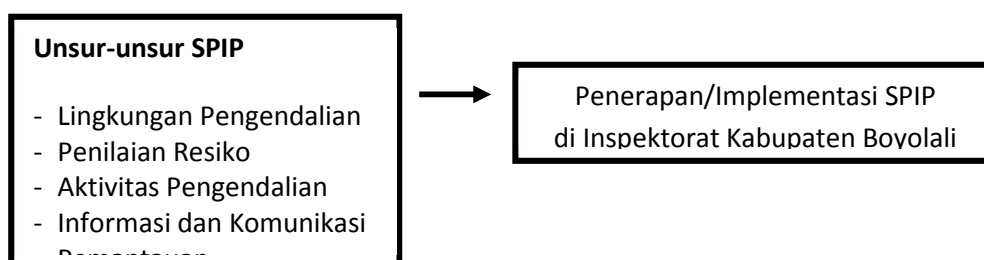 Unsur-unsur SPIP
- Lingkungan Pengendalian
- Penilaian Resiko
- Aktivitas Pengendalian
- Informasi dan Komunikasi
Pemantauan
Penerapan/Implementasi SPIP
di Inspektorat Kabupaten Boyolali